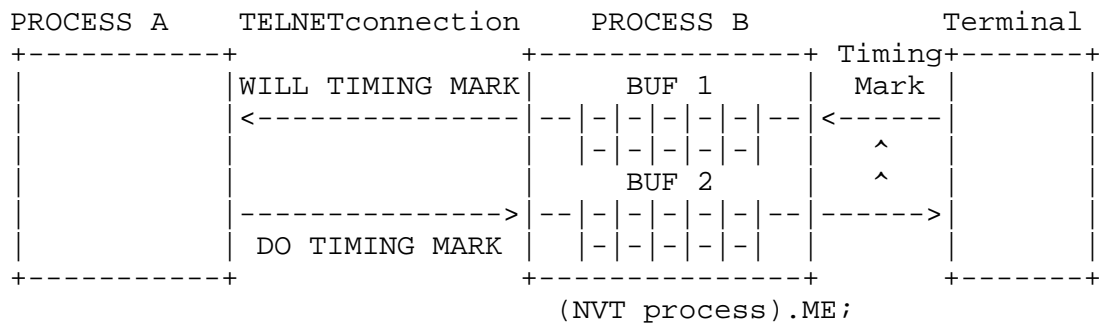 PROCESS A    TELNETconnection    PROCESS B    Terminal
Timing
WILL TIMING MARK    BUF 1    Mark
BUF 2
DO TIMING MARK
(NVT process).ME;